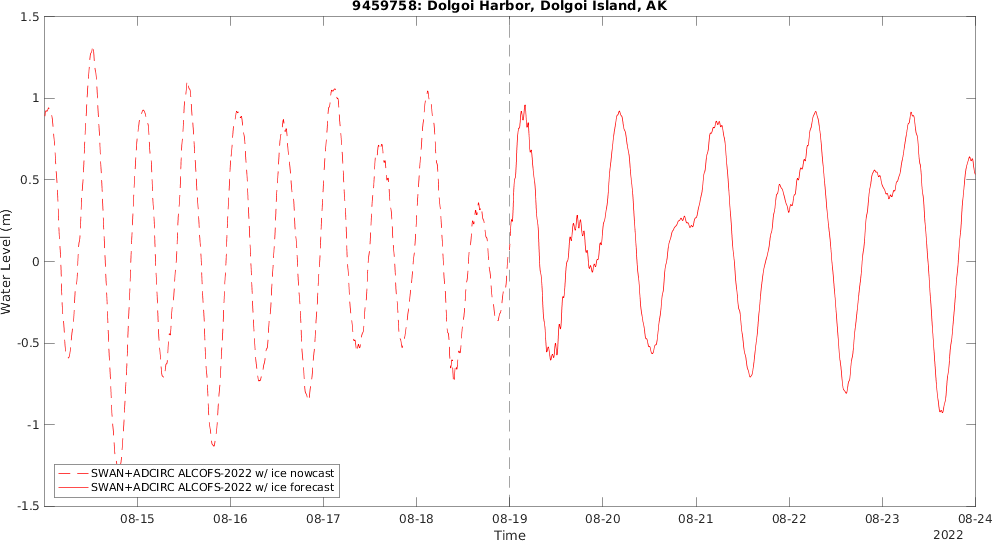 9459758: Dolgoi Harbor, Dolgoi Island, AK
1.5
1
0.5
0
-0.5
-1
-1.5
Water Level (m)
SWAN+ADCIRC ALCOFS-2022 w/ ice nowcast
SWAN+ADCIRC ALCOFS-2022 w/ ice forecast
08-15 08-16 08-17 08-18 08-19 08-20 08-21 08-22 08-23 08-24
Time
2022